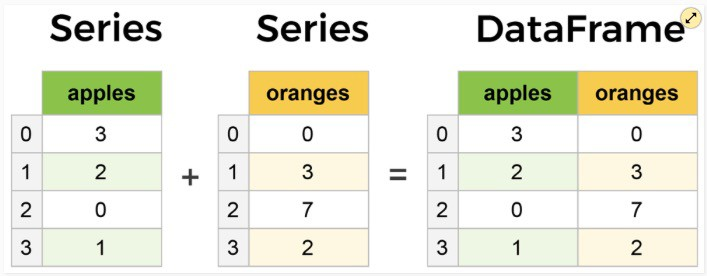 Series Series DataFrame
apples oranges apples oranges
0 3 0 0 0 3 0
1 2 1 3 1 2 3
+ =
2 0 2 7 2 0 7
3 1 3 2 3 1 2